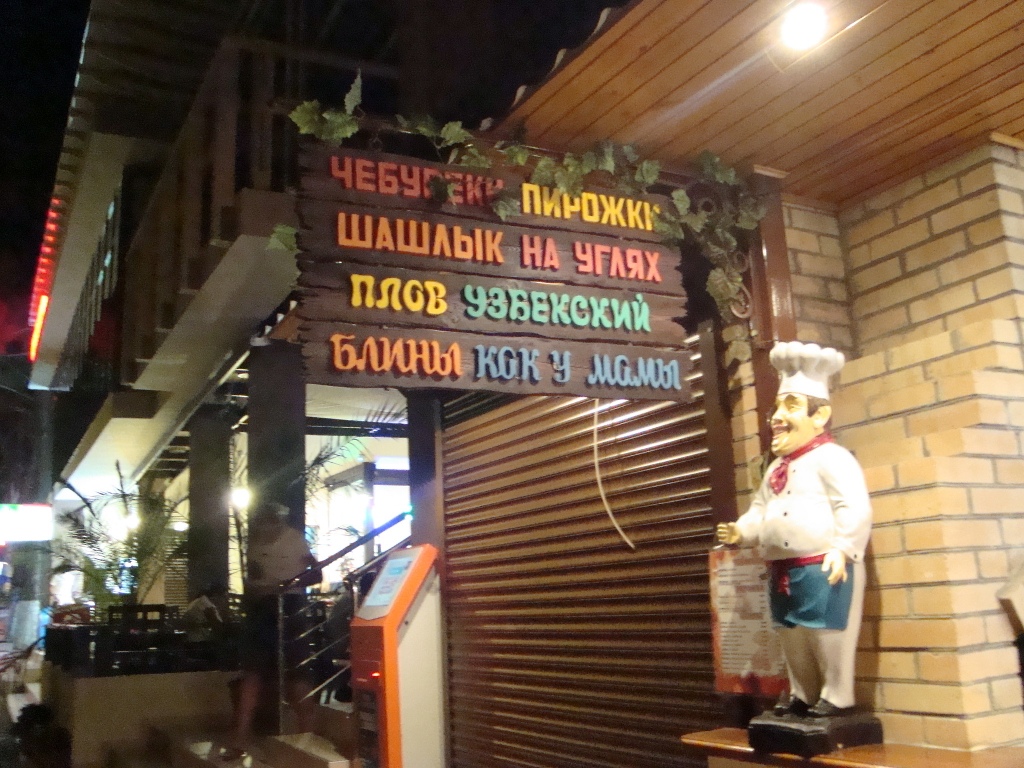 ЧЕБУРЕКИ ПИРОЖКИ
ШАШЛЫК НА УГЛЯХ
ПЛОВ УЗБЕКСКИЙ
БЛИНЫ КАК У МАМЫ